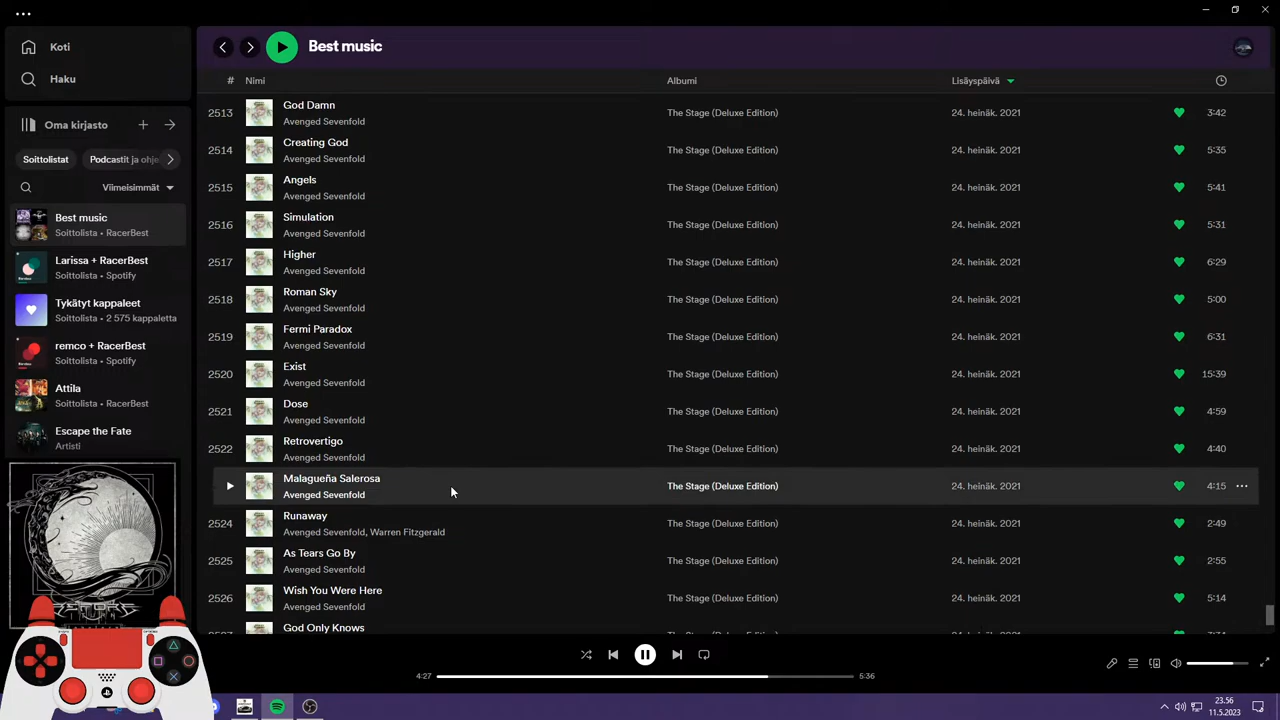 Koti
Haku
Oma kirjasto
Soittolistat
Podcastit ja ohje
Viimeisimmät
Best music
Soittolista • RacerBest
Larissa + RacerBest
Soittolista • Spotify
Tykätyt kappaleet
Soittolista • 2 575 kappaletta
remco + RacerBest
Soittolista • Spotify
Attila
Soittolista • RacerBest
Escape the Fate
Artisti
Best music
# Nimi Albumi Lisäyspäivä
2513 God Damn The Stage (Deluxe Edition) 24. heinäk. 2021 3:42
Avenged Sevenfold
2514 Creating God The Stage (Deluxe Edition) 24. heinäk. 2021 5:35
Avenged Sevenfold
2515 Angels The Stage (Deluxe Edition) 24. heinäk. 2021 5:41
Avenged Sevenfold
2516 Simulation The Stage (Deluxe Edition) 24. heinäk. 2021 5:31
Avenged Sevenfold
2517 Higher The Stage (Deluxe Edition) 24. heinäk. 2021 6:29
Avenged Sevenfold
2518 Roman Sky The Stage (Deluxe Edition) 24. heinäk. 2021 5:00
Avenged Sevenfold
2519 Fermi Paradox The Stage (Deluxe Edition) 24. heinäk. 2021 6:31
Avenged Sevenfold
2520 Exist The Stage (Deluxe Edition) 24. heinäk. 2021 15:39
Avenged Sevenfold
2521 Dose The Stage (Deluxe Edition) 24. heinäk. 2021 4:59
Avenged Sevenfold
2522 Retrovertigo The Stage (Deluxe Edition) 24. heinäk. 2021 4:40
Avenged Sevenfold
Malagueña Salerosa The Stage (Deluxe Edition) 24. heinäk. 2021 4:15
Avenged Sevenfold
2524 Runaway The Stage (Deluxe Edition) 24. heinäk. 2021 2:49
Avenged Sevenfold, Warren Fitzgerald
2525 As Tears Go By The Stage (Deluxe Edition) 24. heinäk. 2021 2:55
Avenged Sevenfold
2526 Wish You Were Here The Stage (Deluxe Edition) 24. heinäk. 2021 5:14
Avenged Sevenfold
God Only Knows
4:27 5:36
23.56
11.5.2023